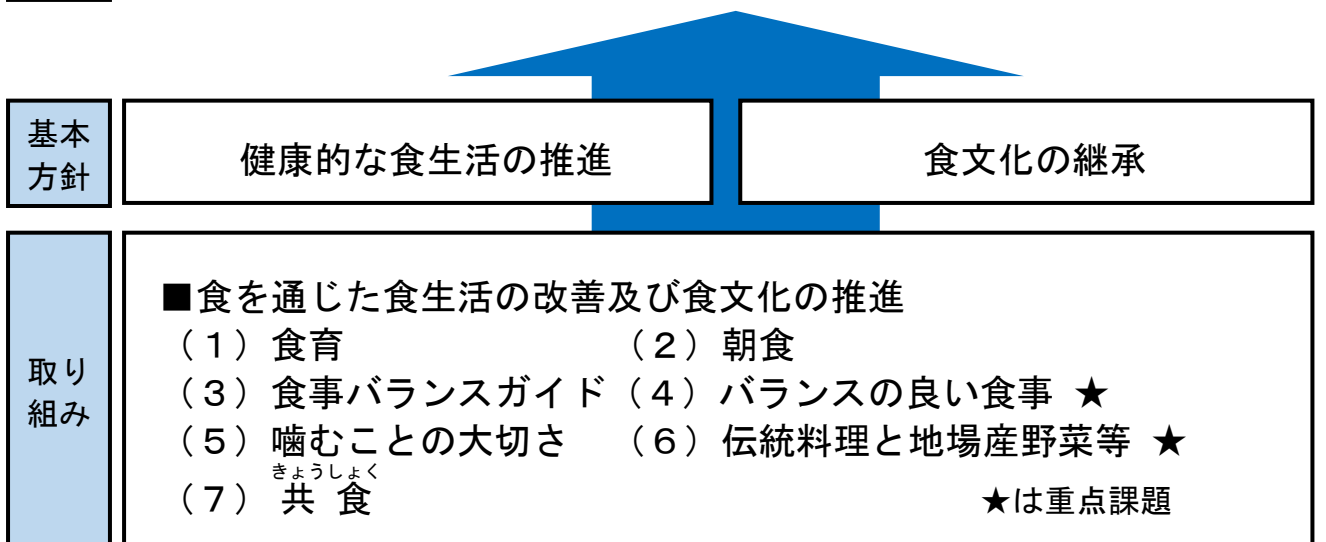 基本
方針
健康的な食生活の推進
食文化の継承
取り
組み
■食を通じた食生活の改善及び食文化の推進
（１）食育 （２）朝食
（３）食事バランスガイド（４）バランスの良い食事 ★
（５）噛むことの大切さ （６）伝統料理と地場産野菜等 ★
きょうしょく
（７）共食 ★は重点課題